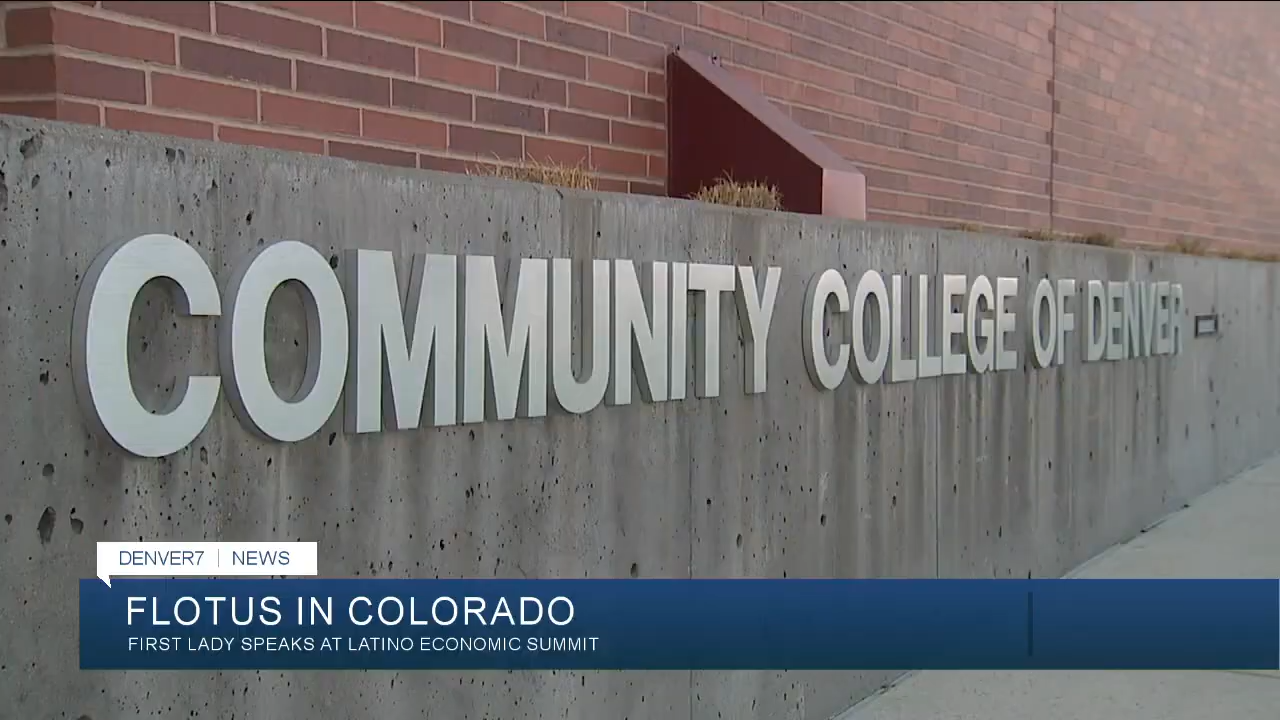 COMMUNITY COLLEGE OF DENVER
DENVER7 | NEWS
FLOTUS IN COLORADO
FIRST LADY SPEAKS AT LATINO ECONOMIC SUMMIT